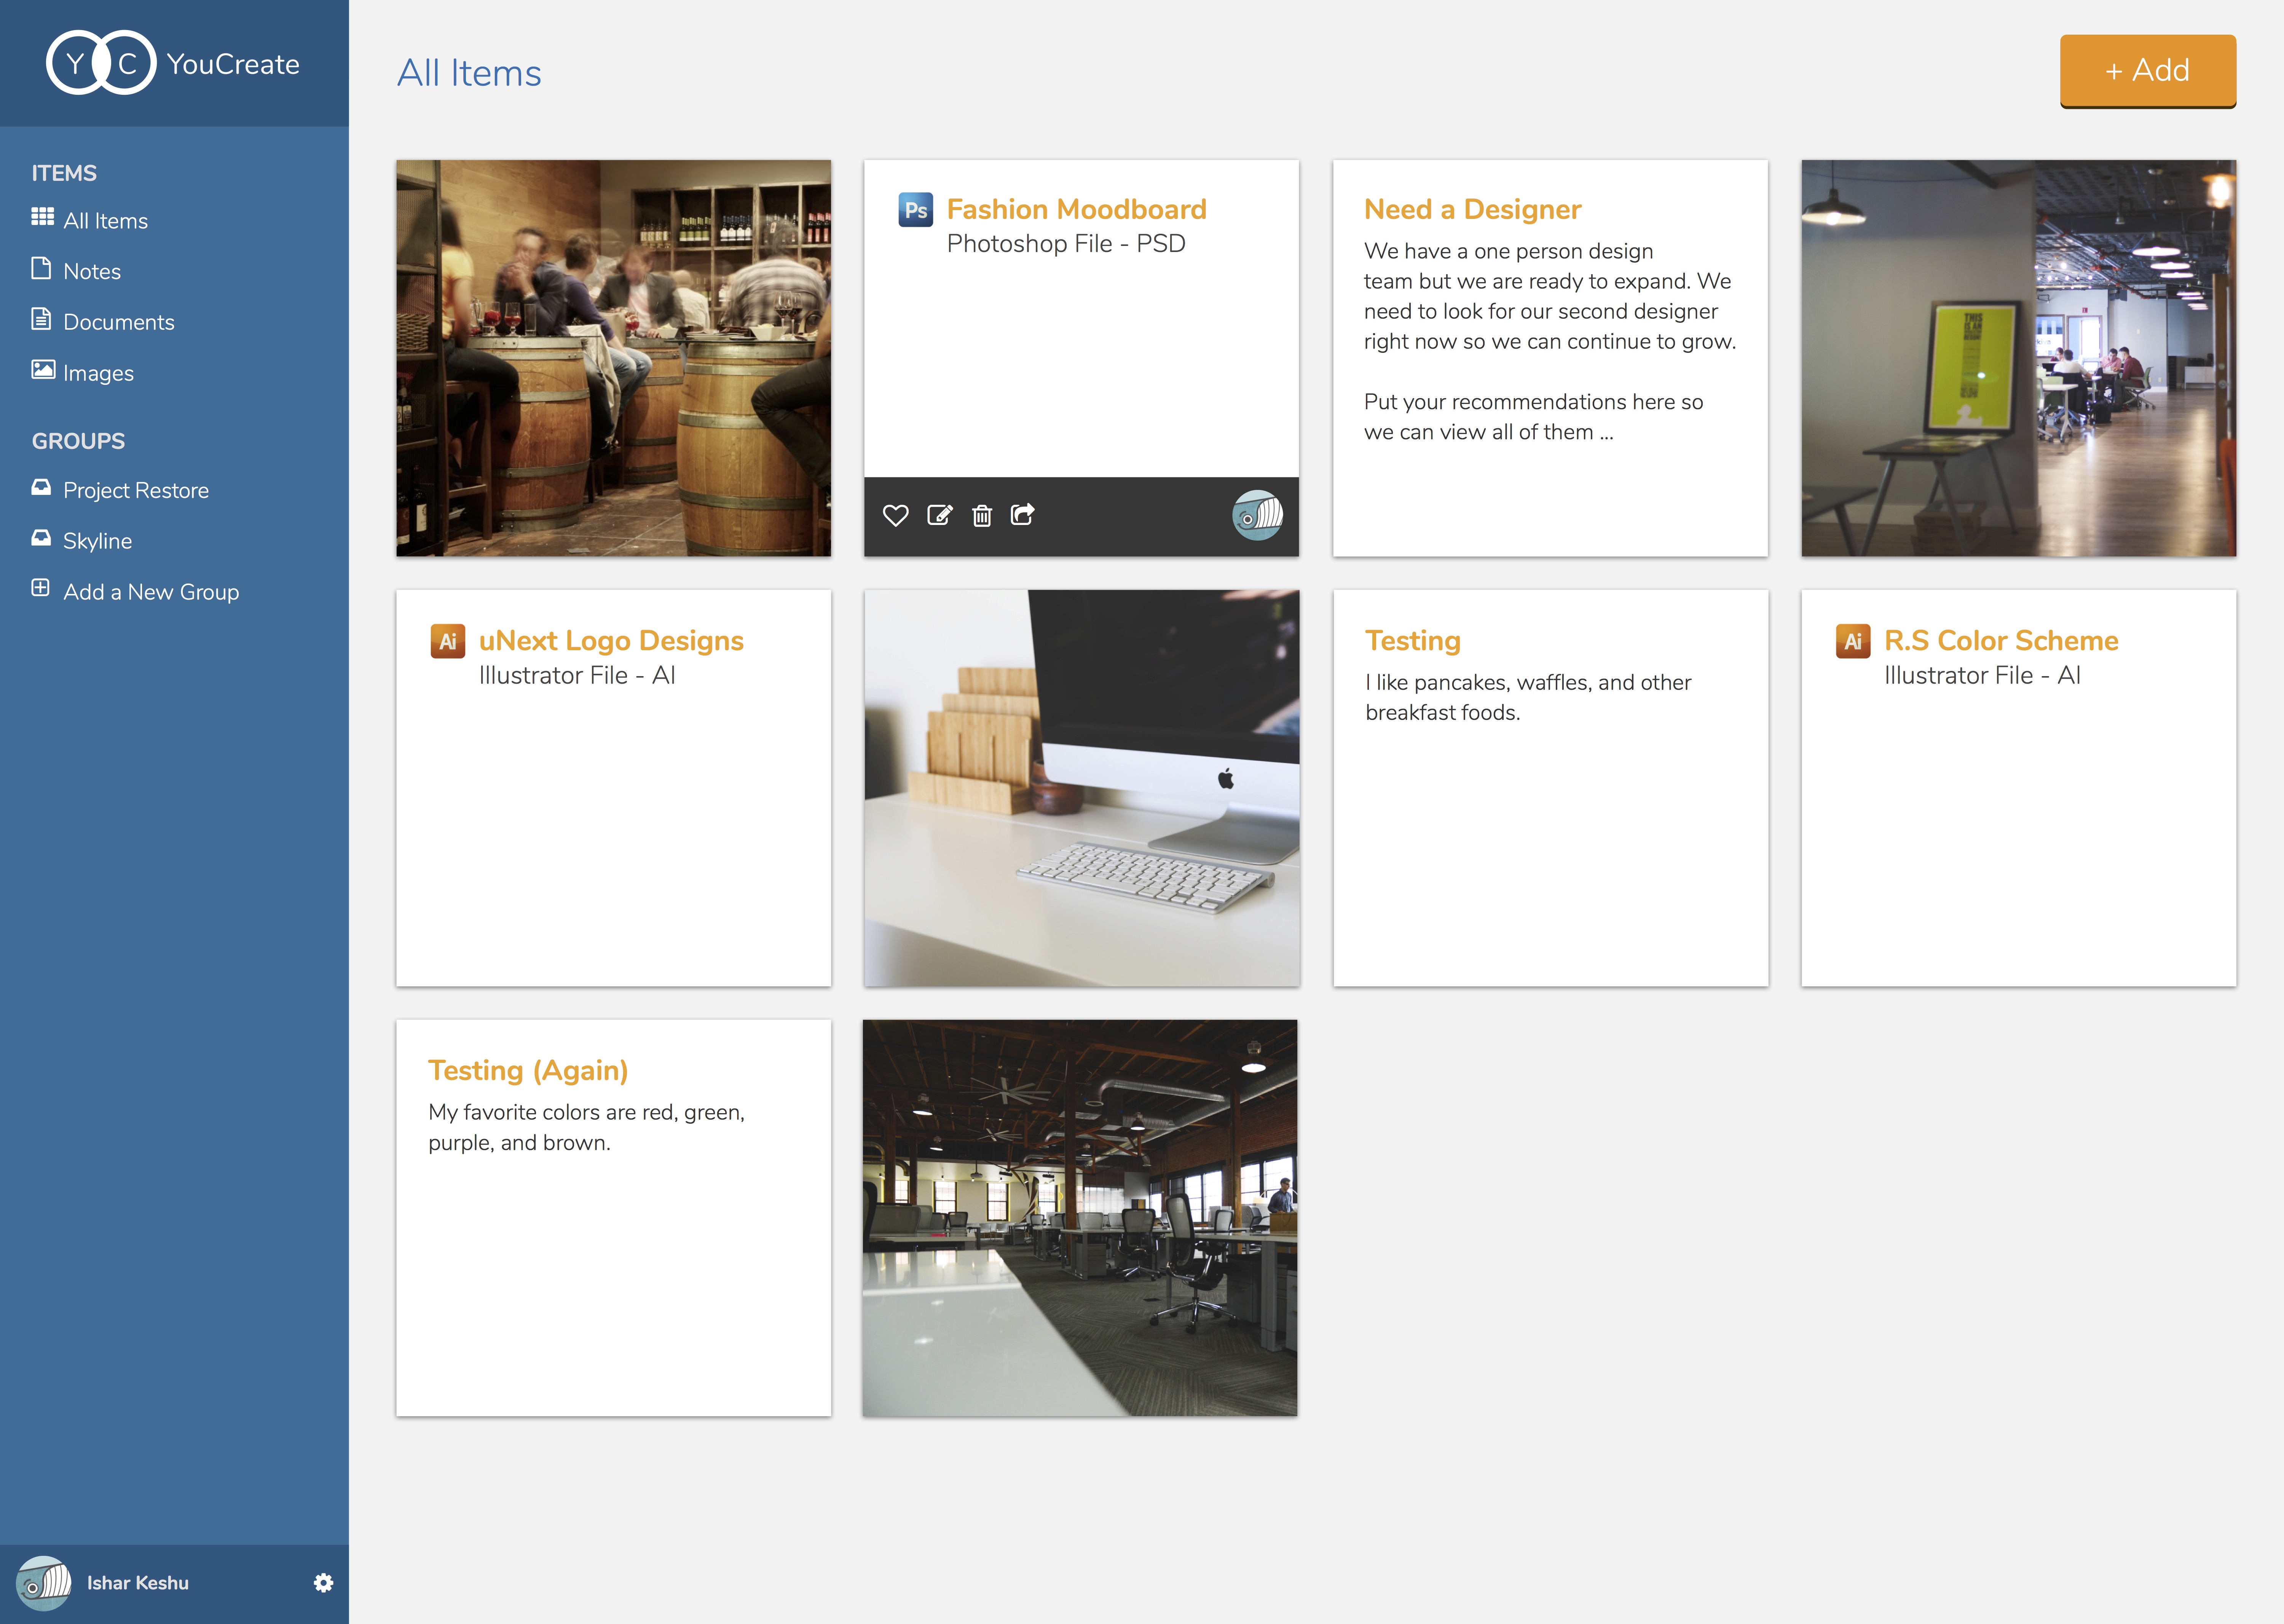 Y C YouCreate
ITEMS
All Items
Notes
Documents
Images
GROUPS
Project Restore
Skyline
Add a New Group
Ishar Keshu
All Items
+ Add
Ps
Fashion Moodboard
Photoshop File - PSD
Need a Designer
We have a one person design
team but we are ready to expand. We
need to look for our second designer
right now so we can continue to grow.
Put your recommendations here so
we can view all of them ...
THIS
IS AN
Ai
uNext Logo Designs
Illustrator File - AI
Testing
I like pancakes, waffles, and other
breakfast foods.
Ai
R.S Color Scheme
Illustrator File - AI
Testing (Again)
My favorite colors are red, green,
purple, and brown.